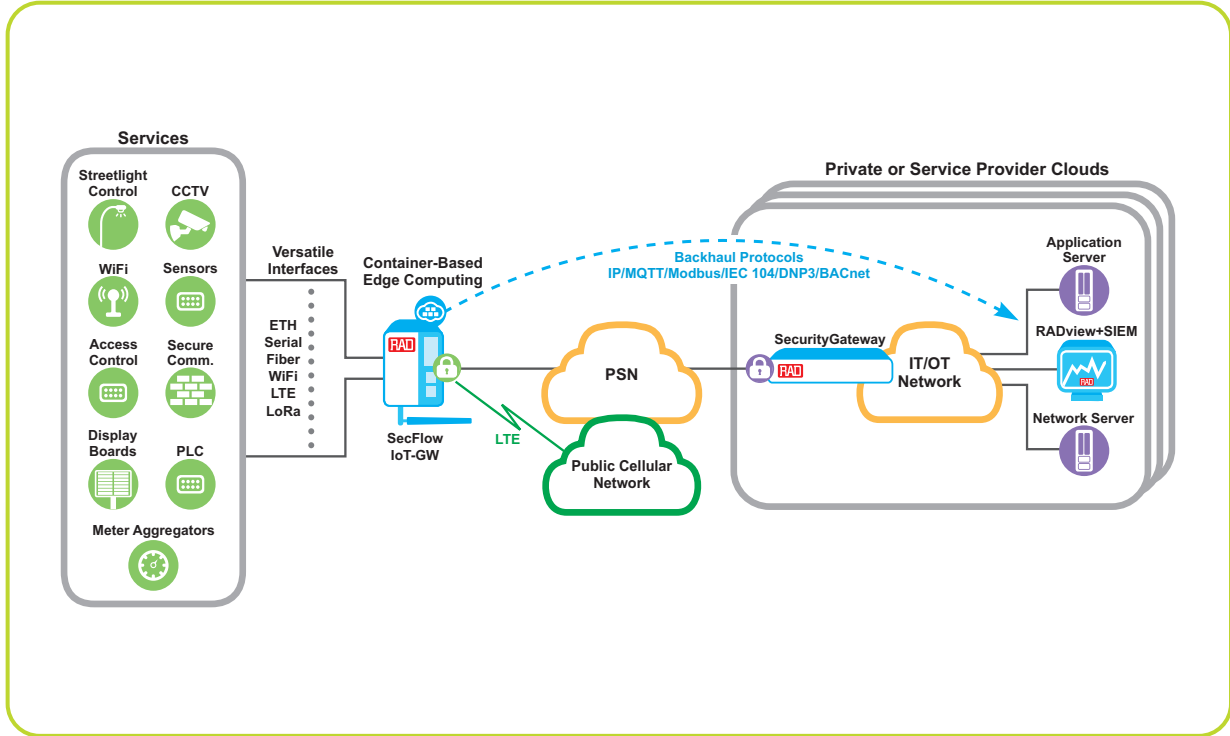 Services
Streetlight
Control
CCTV
WiFi
Sensors
Access
Control
Secure
Comm.
Display
Boards
PLC
Meter Aggregators
Versatile
Interfaces
ETH
Serial
Fiber
WiFi
LTE
LoRa
Container-Based
Edge Computing
RAD
SecFlow
IoT-GW
LTE
Backhaul Protocols
IP/MQTT/Modbus/IEC 104/DNP3/BACnet
PSN
Public Cellular
Network
Private or Service Provider Clouds
SecurityGateway
RAD
IT/OT
Network
Application
Server
RADview+SIEM
RAD
Network Server